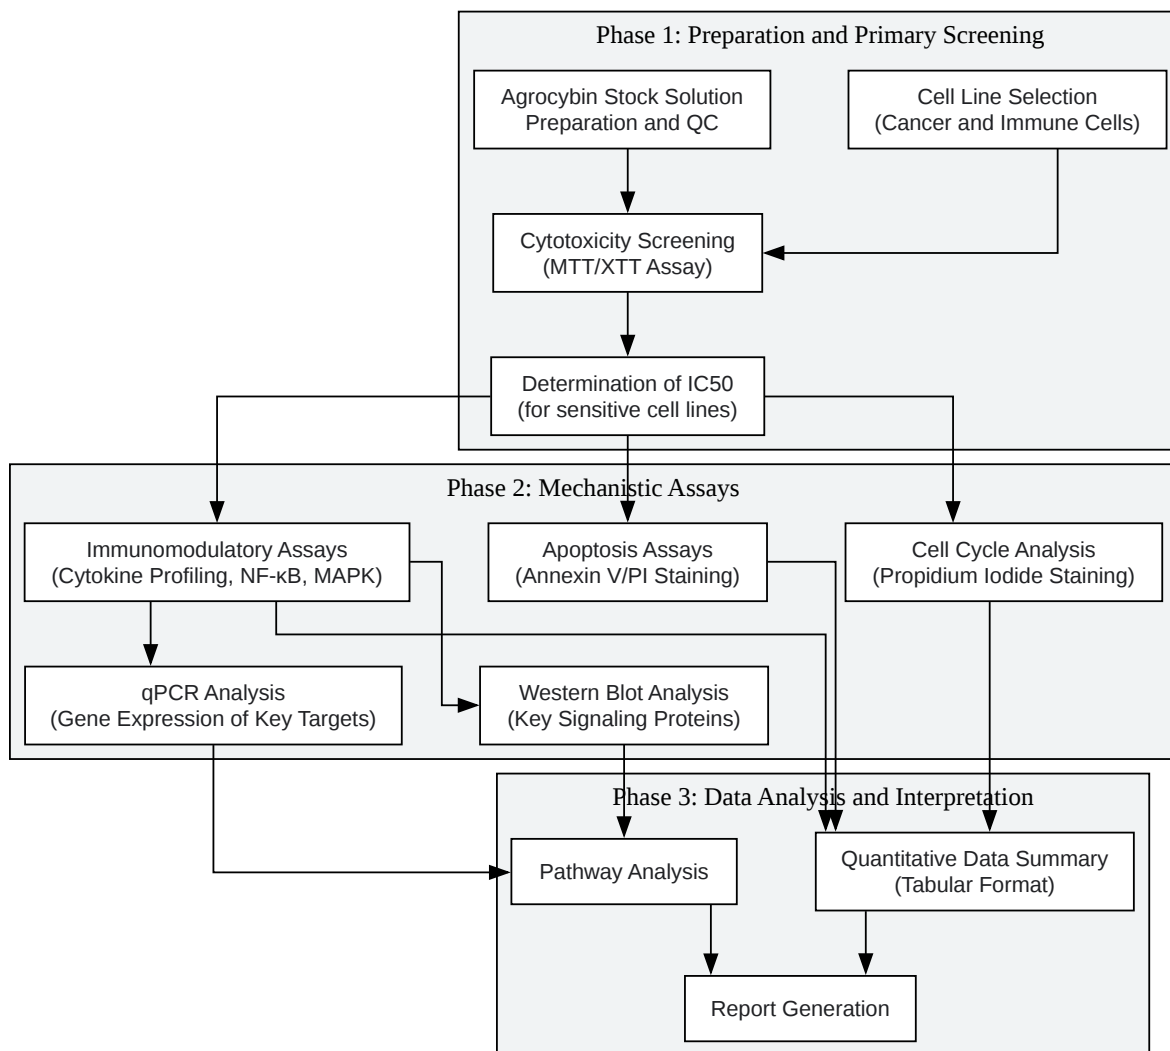 Phase 1: Preparation and Primary Screening
Agrocybin Stock Solution
Preparation and QC
Cell Line Selection
(Cancer and Immune Cells)
Cytotoxicity Screening
(MTT/XTT Assay)
Determination of IC50
(for sensitive cell lines)
Phase 2: Mechanistic Assays
Immunomodulatory Assays
(Cytokine Profiling, NF-κB, MAPK)
Apoptosis Assays
(Annexin V/PI Staining)
Cell Cycle Analysis
(Propidium Iodide Staining)
qPCR Analysis
(Gene Expression of Key Targets)
Western Blot Analysis
(Key Signaling Proteins)
Phase 3: Data Analysis and Interpretation
Pathway Analysis
Quantitative Data Summary
(Tabular Format)
Report Generation